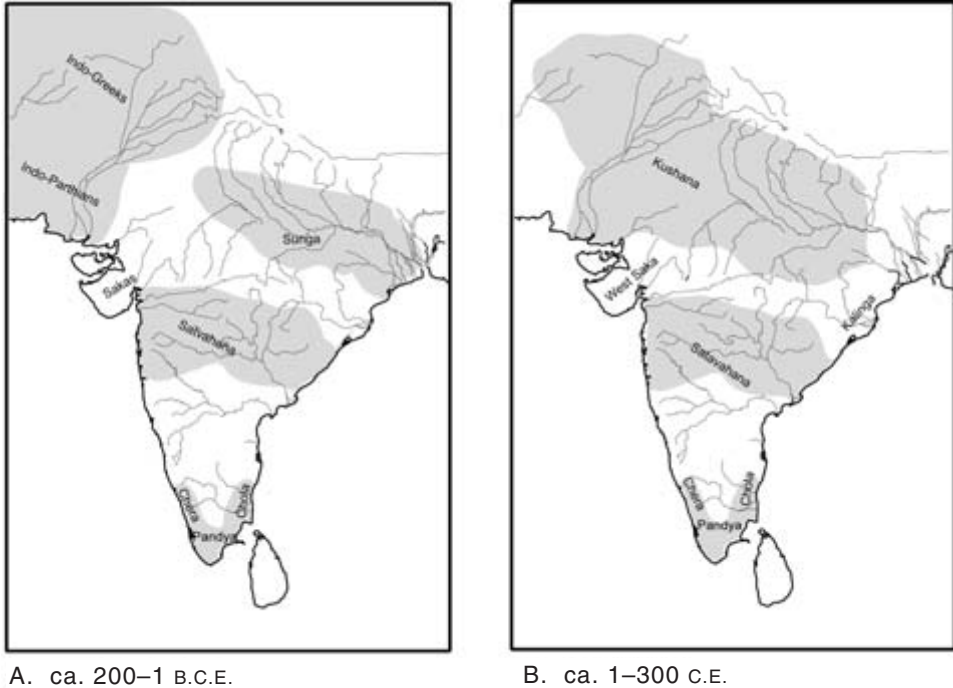 Indo-Greeks
Indo-Parthians
Sunga
Sakas
Satvahana
Chera
Chola
Pandya
A. ca. 200–1 B.C.E.
Kushana
West Saka
Kalinga
Satavahana
Chera
Chola
Pandya
B. ca. 1–300 C.E.